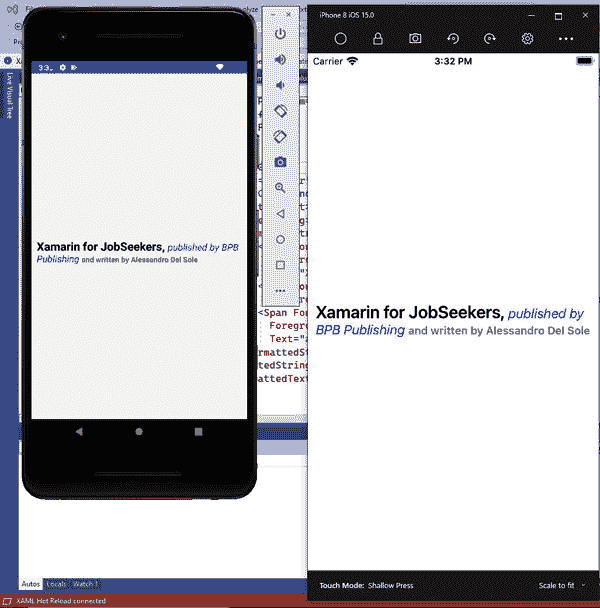 iPhone 8 iOS 15.0
Carrier
3:32 PM
Live Visual Tree
Xamarin for JobSeekers, published by BPB
Publishing and written by Alessandro Del Sole
Xamarin for JobSeekers, published by
BPB Publishing and written by Alessandro Del Sole
<Span For
Foregro
Text="a
rmattedSt
tedString
attedText
Autos
Locals
Watch 1
XAML Hot Reload connected
Touch Mode: Shallow Press
Scale to fit